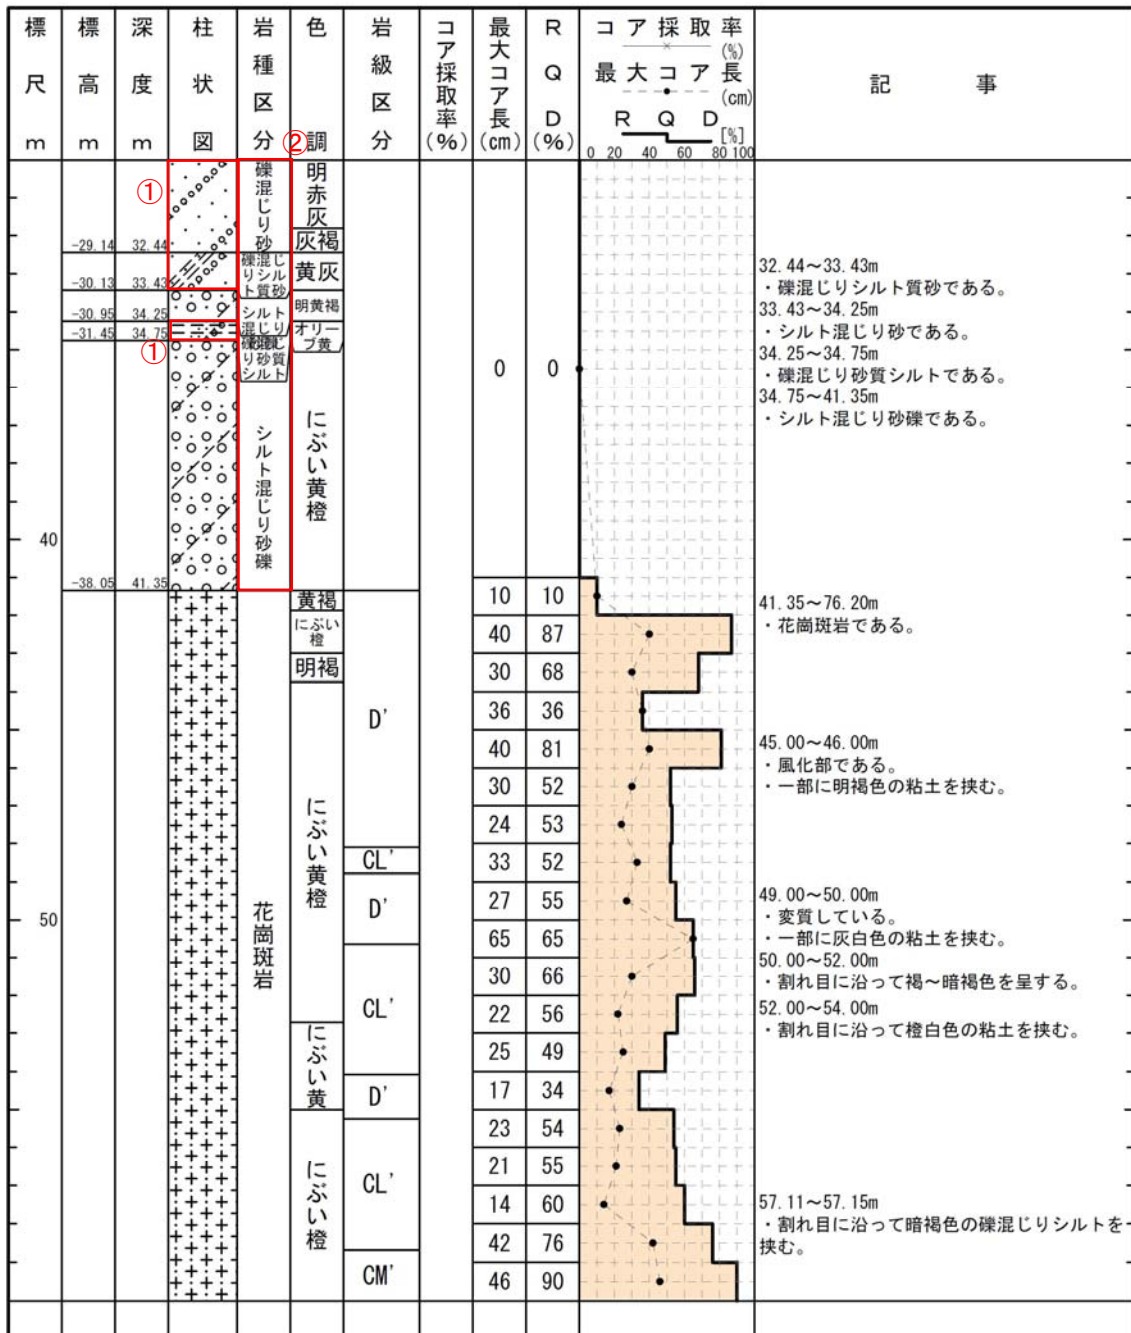 標尺m
標高m
深度m
柱状図
岩種区分
色調
岩級区分
コア採取率(%)
最大コア長(cm)
RQD(%)
コア採取率(%)
最大コア長(cm)
RQD[%]
0 20 40 60 80 100
記事
②
①
①
-29.14 32.44
-30.13 33.43
-30.95 34.25
-31.45 34.75
40
-38.05 41.35
50
礫混じり砂
礫混じりシルト質砂
シルト混じり
り砂質シルト
シルト混じり砂礫
花崗斑岩
明赤灰
灰褐
黄灰
明黄褐
オリーブ黄
にぶい黄橙
黄褐
にぶい橙
明褐
にぶい黄橙
にぶい黄
にぶい橙
D'
CL'
D'
CL'
D'
CL'
CM'
0 0
10 10
40 87
30 68
36 36
40 81
30 52
24 53
33 52
27 55
65 65
30 66
22 56
25 49
17 34
23 54
21 55
14 60
42 76
46 90
32.44～33.43m
・礫混じりシルト質砂である。
33.43～34.25m
・シルト混じり砂である。
34.25～34.75m
・礫混じり砂質シルトである。
34.75～41.35m
・シルト混じり砂礫である。
41.35～76.20m
・花崗斑岩である。
45.00～46.00m
・風化部である。
・一部に明褐色の粘土を挟む。
49.00～50.00m
・変質している。
・一部に灰白色の粘土を挟む。
50.00～52.00m
・割れ目に沿って褐～暗褐色を呈する。
52.00～54.00m
・割れ目に沿って橙白色の粘土を挟む。
57.11～57.15m
・割れ目に沿って暗褐色の礫混じりシルトを
挟む。